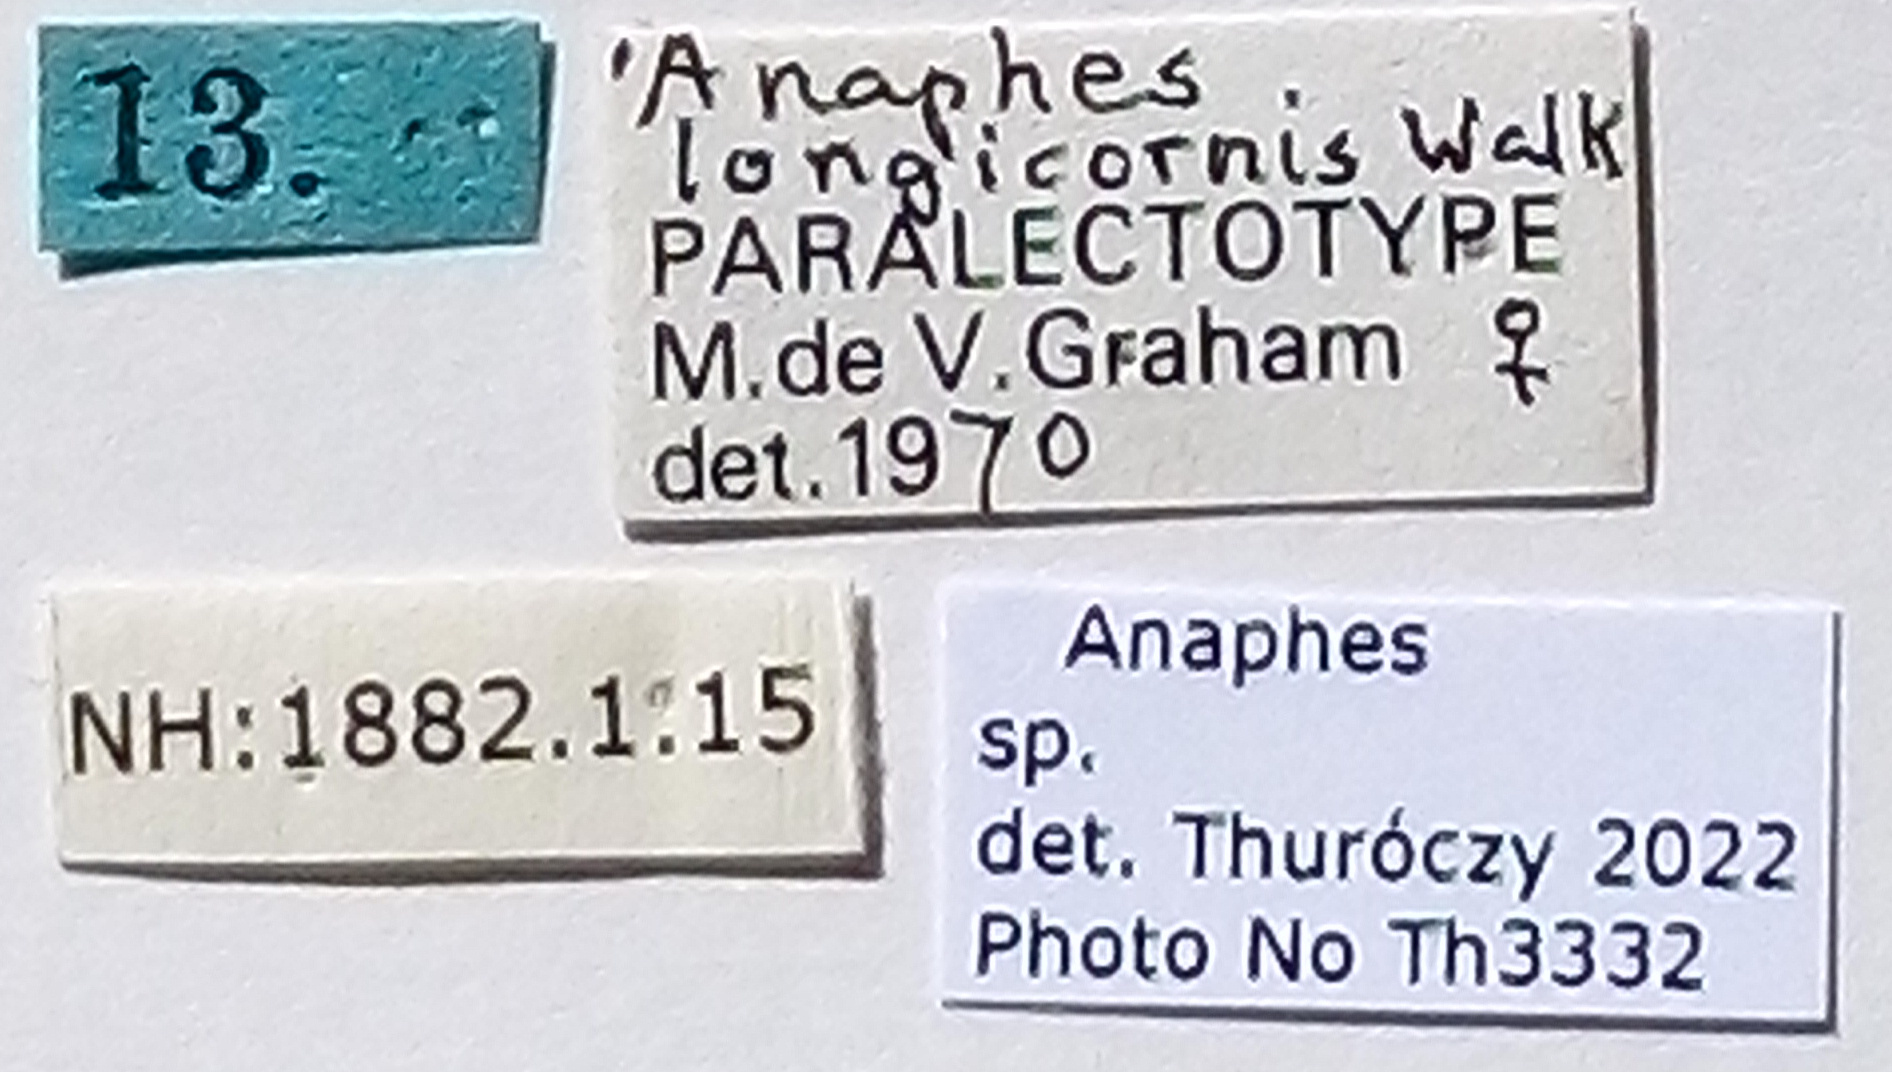 13.
'Anaphes
longicornis Walk
PARALECTOTYPE
M.de V.Graham ♀
det.1970
NH:1882.1.15
Anaphes
sp.
det. Thuróczy 2022
Photo No Th3332